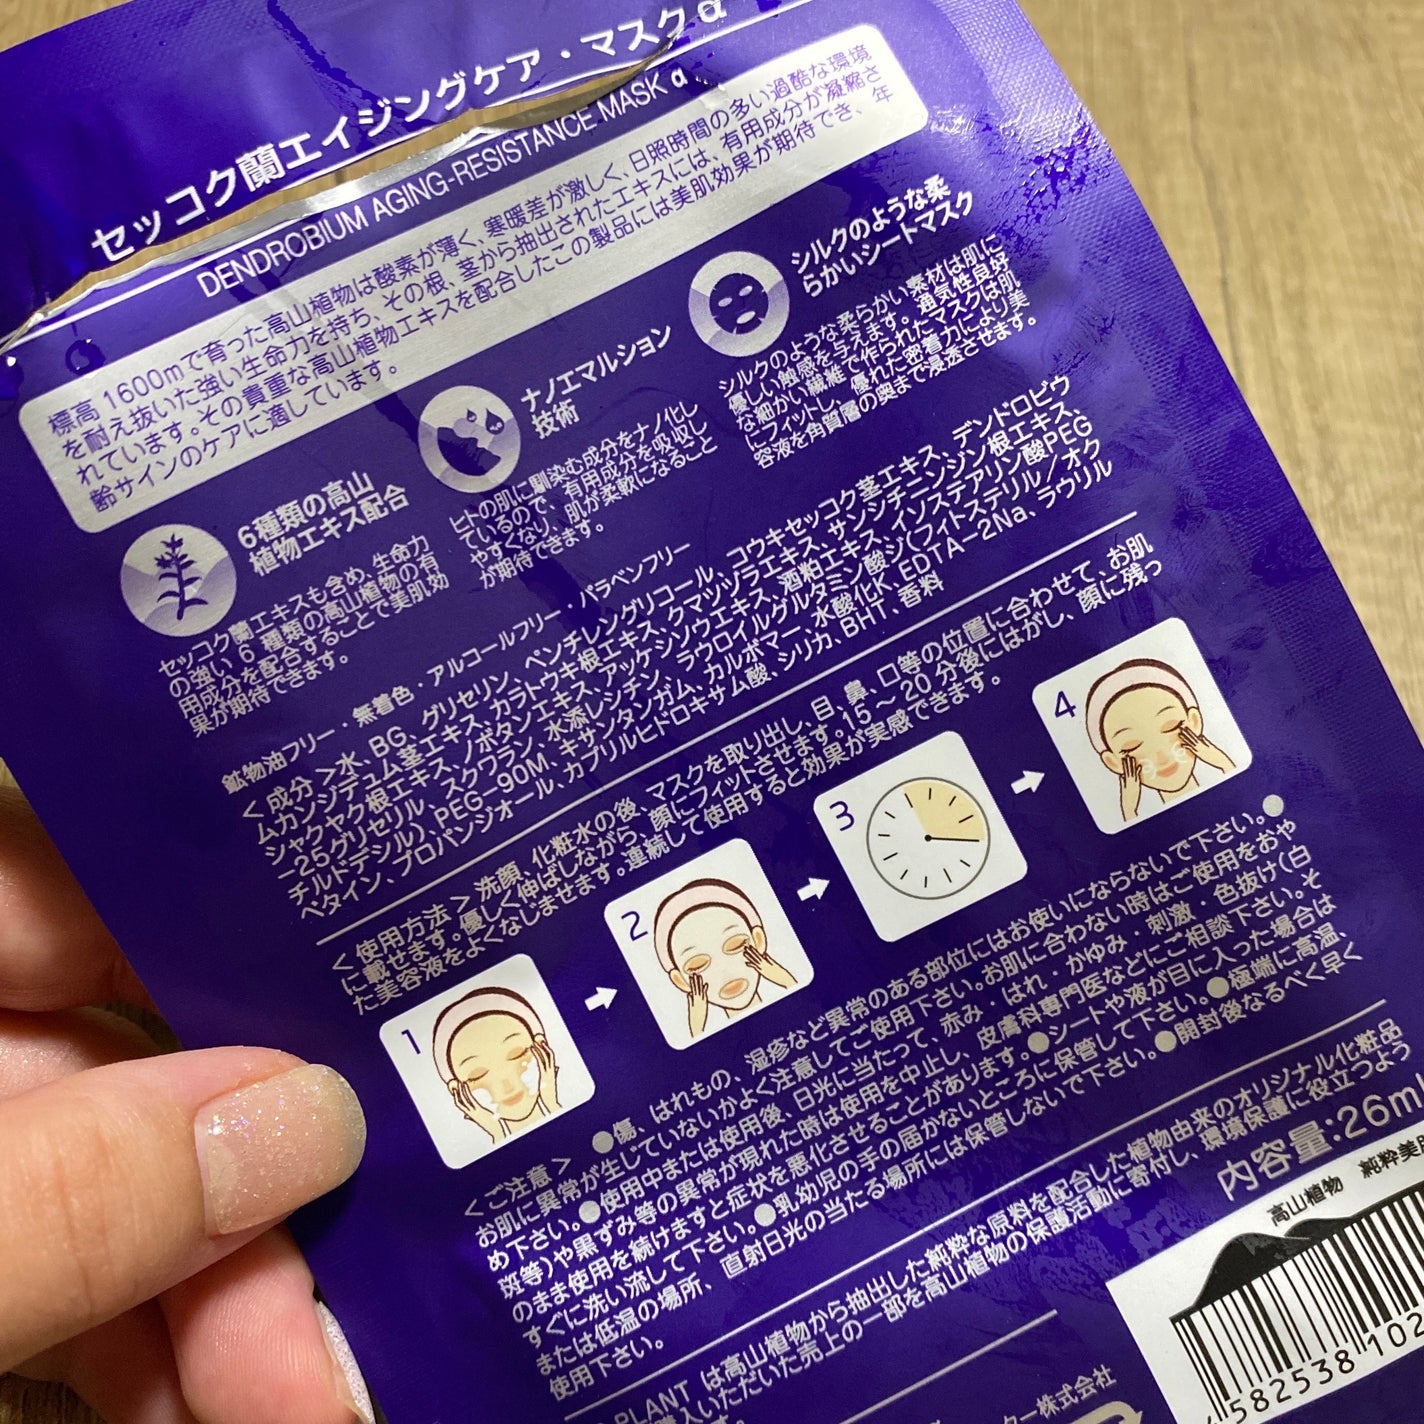 セッコク蘭エイジングケア・マスクα
DENDROBIUM AGING-RESISTANCE MASK α
標高1600mで育った高山植物は酸素が薄く、寒暖差が激しく、日照時間の多い過酷な環境
を耐え抜いた強い生命力を持ち、その根、茎から抽出されたエキスには、有用成分が凝縮さ
れています。その貴重な高山植物エキスを配合したこの製品には美肌効果が期待でき、年
齢サインのケアに適しています。
6種類の高山
植物エキス配合
セッコク蘭エキスも含め、生命力
の強い6種類の高山植物の有
用成分を配合することで美肌効
果が期待できます。
ナノエマルション
技術
ヒトの肌に馴染む成分をナノ化し
ているので、有用成分を吸収し
やすくなり、肌が柔軟になること
が期待できます。
シルクのような柔
らかいシートマスク
シルクのような柔らかい素材は肌に
優しい触感を与えます。通気性良好
な細かい繊維で作られたマスクは肌
にフィットし、優れた密着力により美
容液を角質層の奥まで浸透させます。
鉱物油フリー・無着色・アルコールフリー・パラベンフリー
<成分>水、BG、グリセリン、ペンチレングリコール、コウキセッコク茎エキス、デンドロビウ
ムカンジデュム茎エキス、カラトウキ根エキス、クマツヅラエキス、サンシチニンジン根エキス、
シャクヤク根エキス、ノボタンエキス、アッケシソウエキス、酒粕エキス、イソステアリン酸PEG
-25グリセリル、スクワラン、水添レシチン、ラウロイルグルタミン酸ジ(フィトステリル/オク
チルドデシル)、PEG-90M、キサンタンガム、カルボマー、水酸化K、EDTA-2Na、ラウリル
ベタイン、プロパンジオール、カプリルヒドロキサム酸、シリカ、BHT、香料
<使用方法>洗顔、化粧水の後、マスクを取り出し、目、鼻、口等の位置に合わせて、お肌
に載せます。優しく伸ばしながら、顔にフィットさせます。15~20分後にはがし、顔に残っ
た美容液をよくなじませます。連続して使用すると効果が実感できます。
1
2
3
4
<ご注意> ●傷、はれもの、湿疹など異常のある部位にはお使いにならないで下さい。●
お肌に異常が生じていないかよく注意してご使用下さい。お肌に合わない時はご使用をおや
め下さい。●使用中または使用後、日光に当たって、赤み・はれ・かゆみ・刺激・色抜け(白
斑等)や黒ずみ等の異常が現れた時は使用を中止し、皮膚科専門医などにご相談下さい。そ
のまま使用を続けますと症状を悪化させることがあります。●シートや液が目に入った場合は
すぐに洗い流して下さい。●乳幼児の手の届かないところに保管して下さい。●極端に高温、
または低温の場所、直射日光の当たる場所には保管しないで下さい。●開封後なるべく早く
使用下さい。
PLANT は高山植物から抽出した純粋な原料を配合した植物由来のオリジナル化粧品
入いただいた売上の一部を高山植物の保護活動に寄付し、環境保護に役立つよう
内容量:26m
高山植物 純粋美
ター株式会社
582538 102